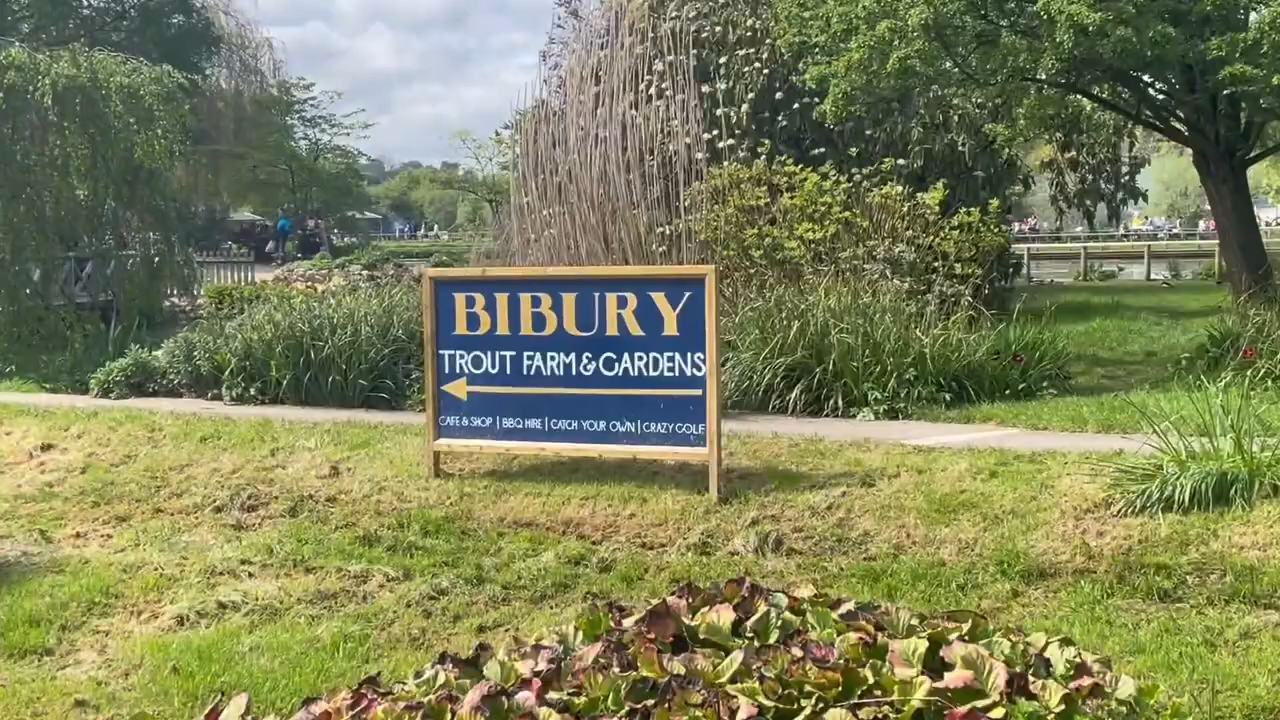 BIBURY
TROUT FARM & GARDENS
CAFE & SHOP | BBQ HIRE | CATCH YOUR OWN | CRAZY GOLF